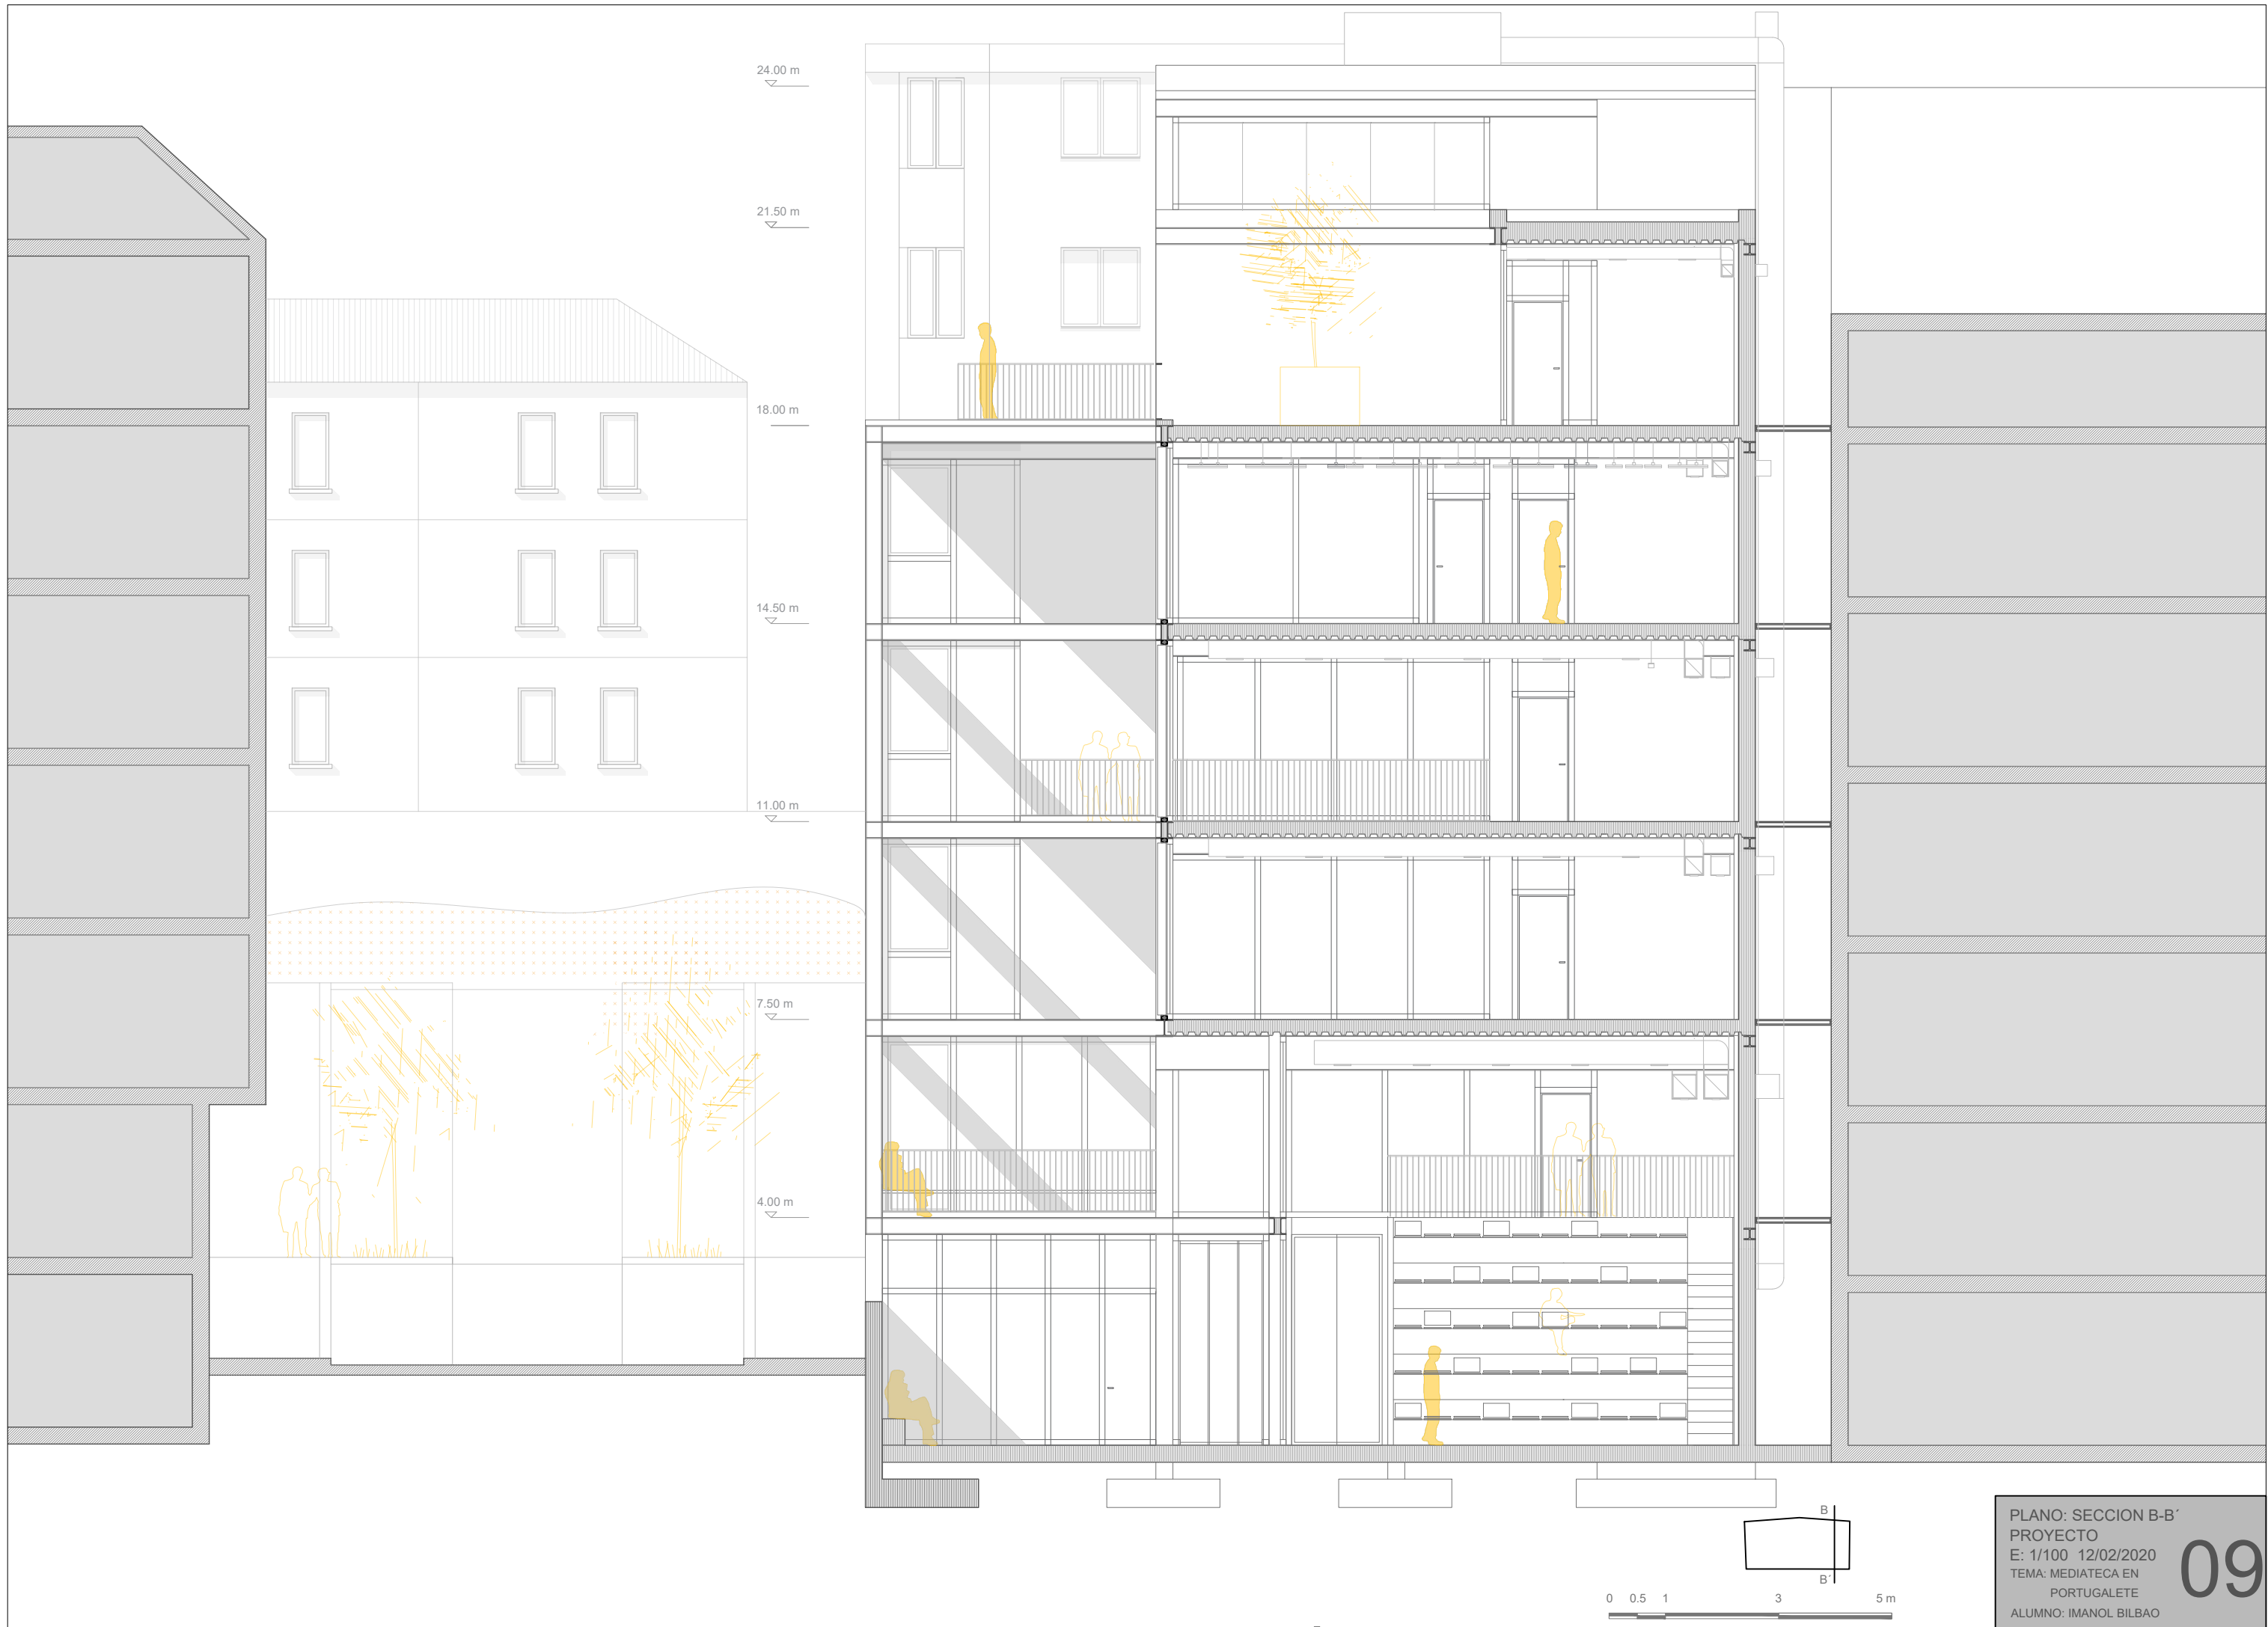 24.00 m
21.50 m
18.00 m
14.50 m
11.00 m
7.50 m
4.00 m
B
B´
0 0.5 1 3 5 m
PLANO: SECCION B-B´
PROYECTO
E: 1/100 12/02/2020
TEMA: MEDIATECA EN
PORTUGALETE
ALUMNO: IMANOL BILBAO
09